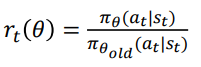 r_t(θ) = π_θ(a_t|s_t) / π_θ_old(a_t|s_t)